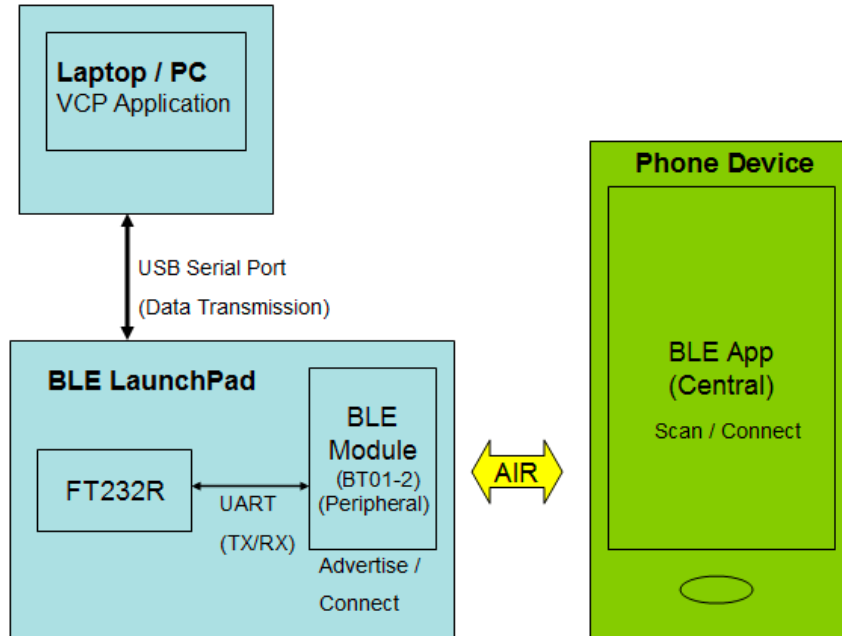 Laptop / PC
VCP Application
USB Serial Port
(Data Transmission)
BLE LaunchPad
FT232R
UART
(TX/RX)
BLE
Module
(BT01-2)
(Peripheral)
Advertise /
Connect
AIR
Phone Device
BLE App
(Central)
Scan / Connect